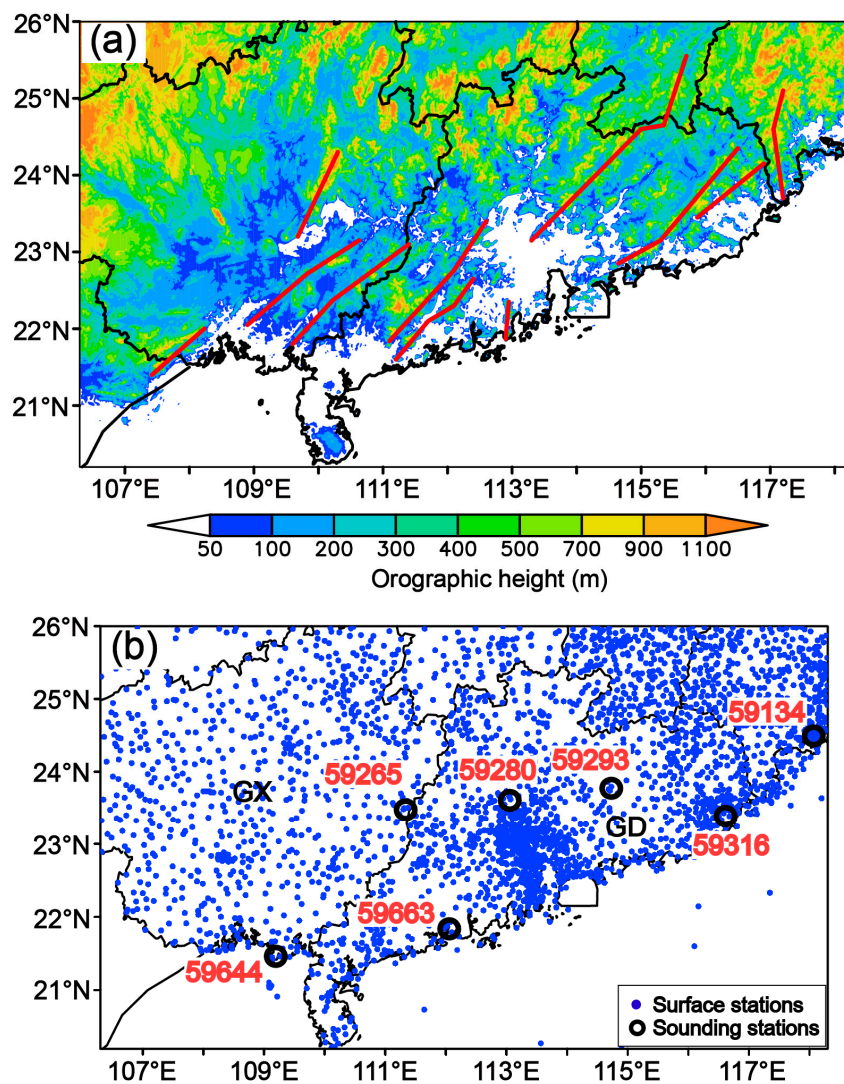 (a)
26°N
25°N
24°N
23°N
22°N
21°N
107°E 109°E 111°E 113°E 115°E 117°E
50 100 200 300 400 500 700 900 1100
Orographic height (m)
(b)
26°N
25°N
24°N
23°N
22°N
21°N
59134
59265 59280 59293
GX
GD
59316
59663
59644
Surface stations
Sounding stations
107°E 109°E 111°E 113°E 115°E 117°E